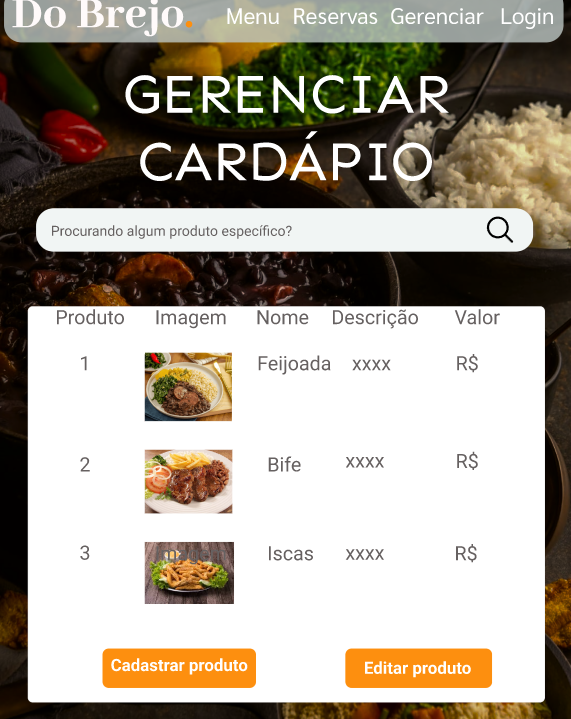 Do Brejo. Menu Reservas Gerenciar Login
GERENCIAR
CARDÁPIO
Procurando algum produto específico?
Produto Imagem Nome Descrição Valor
1 Feijoada xxxx R$
2 Bife xxxx R$
3 Iscas xxxx R$
Cadastrar produto Editar produto